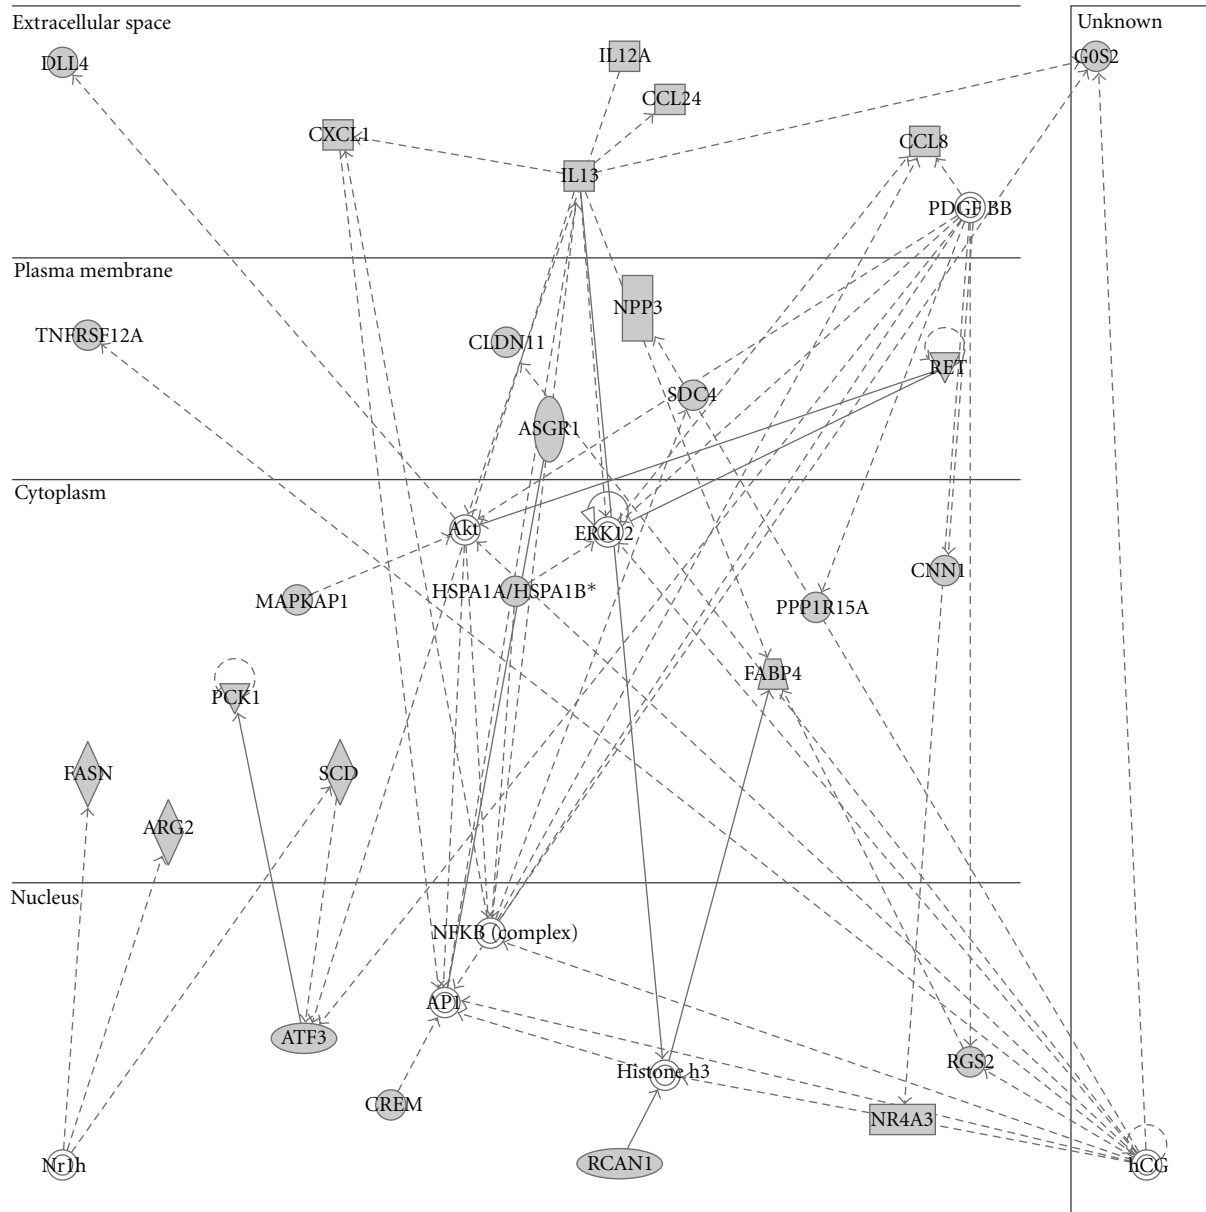 Extracellular space
Unknown
DLL4
IL12A
G0S2
CCL24
CXCL1
CCL8
IL13
PDGF BB
Plasma membrane
NPP3
TNFRSF12A
CLDN11
RET
SDC4
ASGR1
Cytoplasm
Akt
ERK12
CNN1
HSPA1A/HSPA1B*
MAPKAP1
PPP1R15A
FABP4
PCK1
FASN
SCD
ARG2
Nucleus
NFKB (complex)
AP1
ATF3
RGS2
Histone h3
CREM
NR4A3
Nr1h
RCAN1
hCG